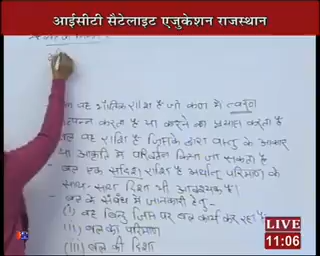 आईसीटी सैटेलाइट एजुकेशन राजस्थान
वह भौतिक राशि है जो कण में त्वरण
उत्पन्न करता है या करने का प्रयास करता है
बल वह राशि है जिसके द्वारा वस्तु के आकार
या आकृति में परिवर्तन किया जा सकता है
बल एक सदिश राशि है अर्थात् परिमाण के
साथ-साथ दिशा भी आवश्यक है।
बल के संबंध में जानकारी हेतु-
(i) वह बिन्दु जिस पर बल कार्य कर रहा है
(ii) बल का परिमाण
(iii) बल की दिशा
LIVE
11:06